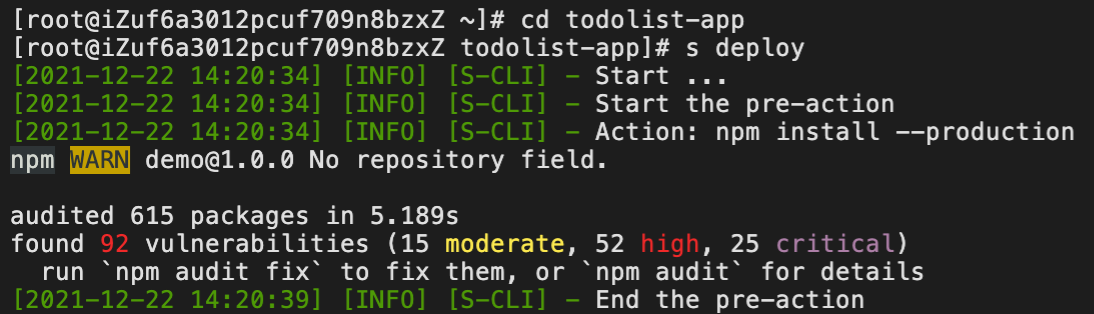 [root@iZuf6a3012pcuf709n8bzxZ ~]# cd todolist-app
[root@iZuf6a3012pcuf709n8bzxZ todolist-app]# s deploy
[2021-12-22 14:20:34] [INFO] [S-CLI] - Start ...
[2021-12-22 14:20:34] [INFO] [S-CLI] - Start the pre-action
[2021-12-22 14:20:34] [INFO] [S-CLI] - Action: npm install --production
npm WARN demo@1.0.0 No repository field.
audited 615 packages in 5.189s
found 92 vulnerabilities (15 moderate, 52 high, 25 critical)
run `npm audit fix` to fix them, or `npm audit` for details
[2021-12-22 14:20:39] [INFO] [S-CLI] - End the pre-action